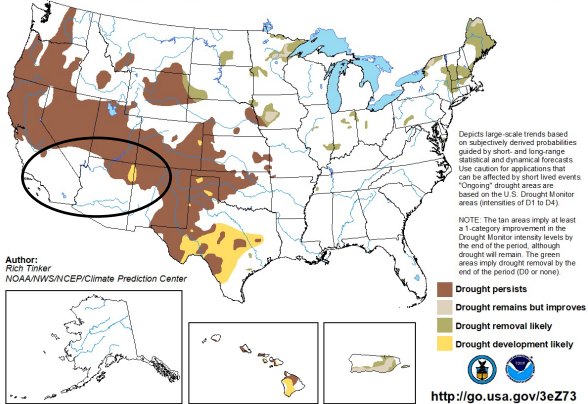 Depicts large-scale trends based
on subjectively derived probabilities
guided by short- and long-range
statistical and dynamical forecasts.
Use caution for applications that
can be affected by short lived events.
"Ongoing" drought areas are
based on the U.S. Drought Monitor
areas (intensities of D1 to D4).
NOTE: The tan areas imply at least
a 1-category improvement in the
Drought Monitor intensity levels by
the end of the period, although
drought will remain. The green
areas imply drought removal by the
end of the period (D0 or none).
Author:
Rich Tinker
NOAA/NWS/NCEP/Climate Prediction Center
Drought persists
Drought remains but improves
Drought removal likely
Drought development likely
http://go.usa.gov/3eZ73